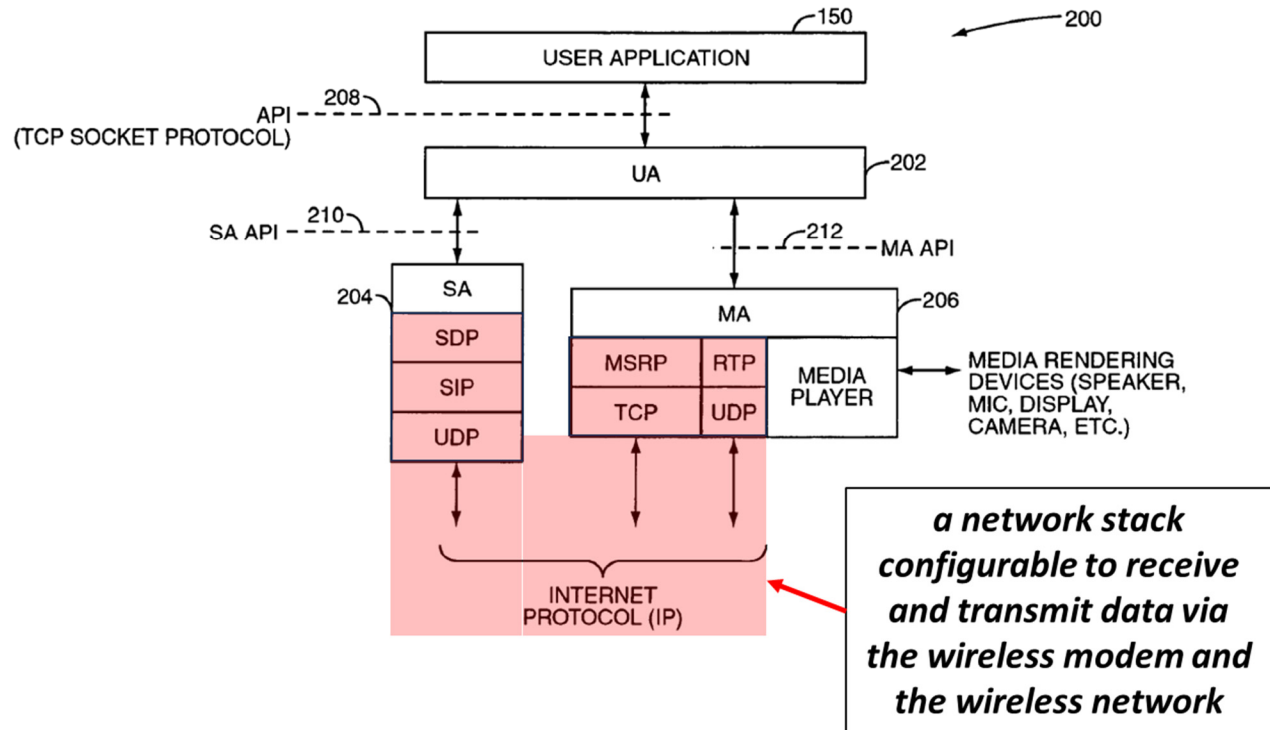 150
200
USER APPLICATION
208
API
(TCP SOCKET PROTOCOL)
UA
202
210
SA API
212
MA API
SA
204
SDP
SIP
UDP
206
MA
MSRP
RTP
TCP
UDP
MEDIA
PLAYER
MEDIA RENDERING
DEVICES (SPEAKER,
MIC, DISPLAY,
CAMERA, ETC.)
INTERNET
PROTOCOL (IP)
a network stack
configurable to receive
and transmit data via
the wireless modem and
the wireless network